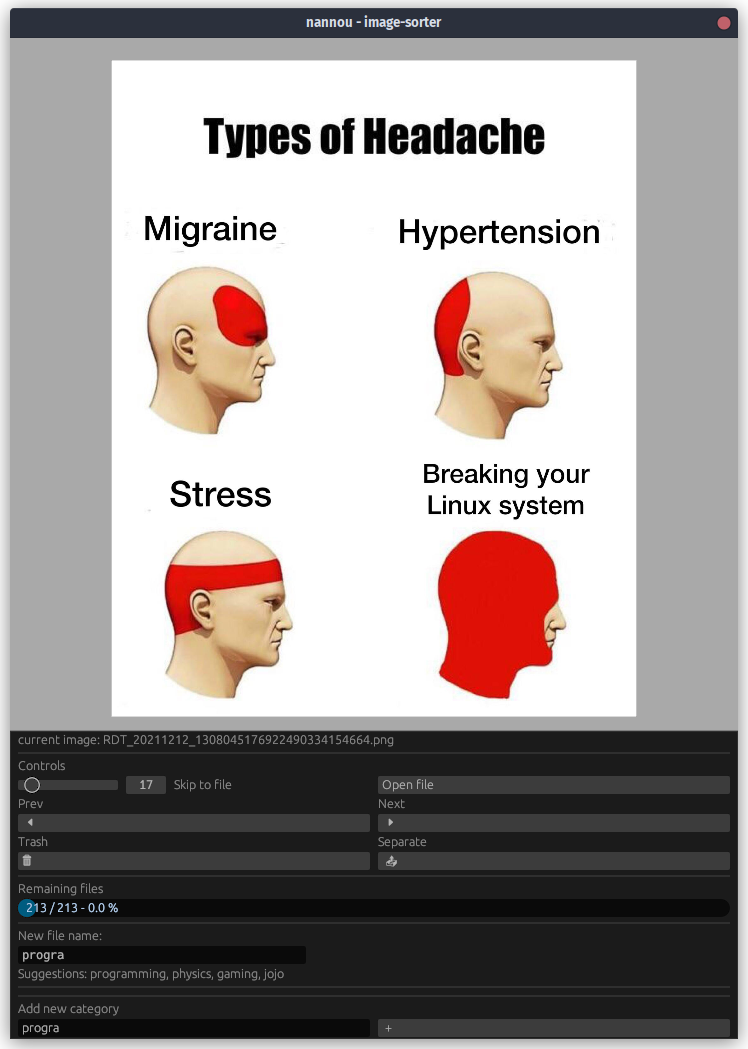 nannou - image-sorter
Types of Headache
Migraine
Hypertension
Stress
Breaking your
Linux system
current image: RDT_20211212_1308045176922490334154664.png
Controls
17
Skip to file
Open file
Prev
Next
Trash
Separate
Remaining files
213 / 213 - 0.0 %
New file name:
progra
Suggestions: programming, physics, gaming, jojo
Add new category
progra
+